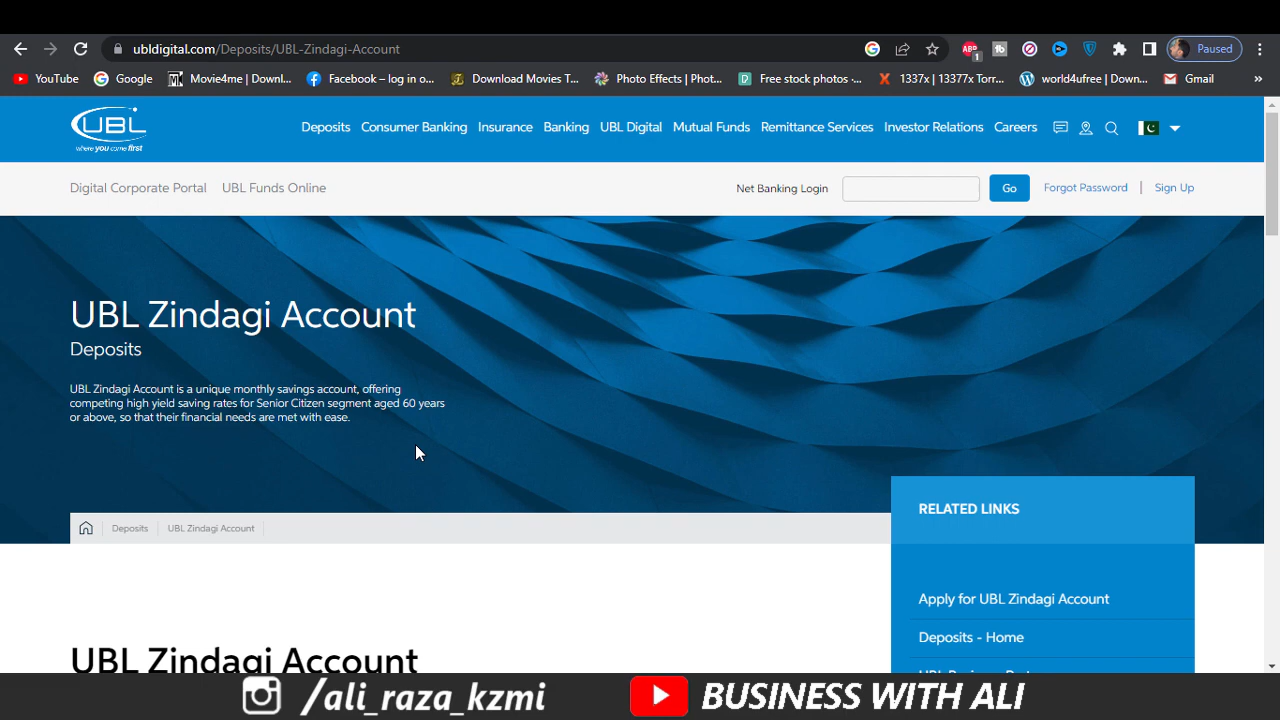 ubldigital.com/Deposits/UBL-Zindagi-Account
ABP
1
Paused
YouTube
Google
Movie4me | Downl...
Facebook – log in o...
Download Movies T...
Photo Effects | Phot...
Free stock photos ·...
1337x | 13377x Torr...
world4ufree | Down...
Gmail
»
UBL
where you come first
Deposits
Consumer Banking
Insurance
Banking
UBL Digital
Mutual Funds
Remittance Services
Investor Relations
Careers
Digital Corporate Portal
UBL Funds Online
Net Banking Login
Go
Forgot Password
|
Sign Up
UBL Zindagi Account
Deposits
UBL Zindagi Account is a unique monthly savings account, offering
competing high yield saving rates for Senior Citizen segment aged 60 years
or above, so that their financial needs are met with ease.
Deposits
UBL Zindagi Account
RELATED LINKS
Apply for UBL Zindagi Account
Deposits - Home
UBL Zindagi Account
/ali_raza_kzmi
BUSINESS WITH ALI